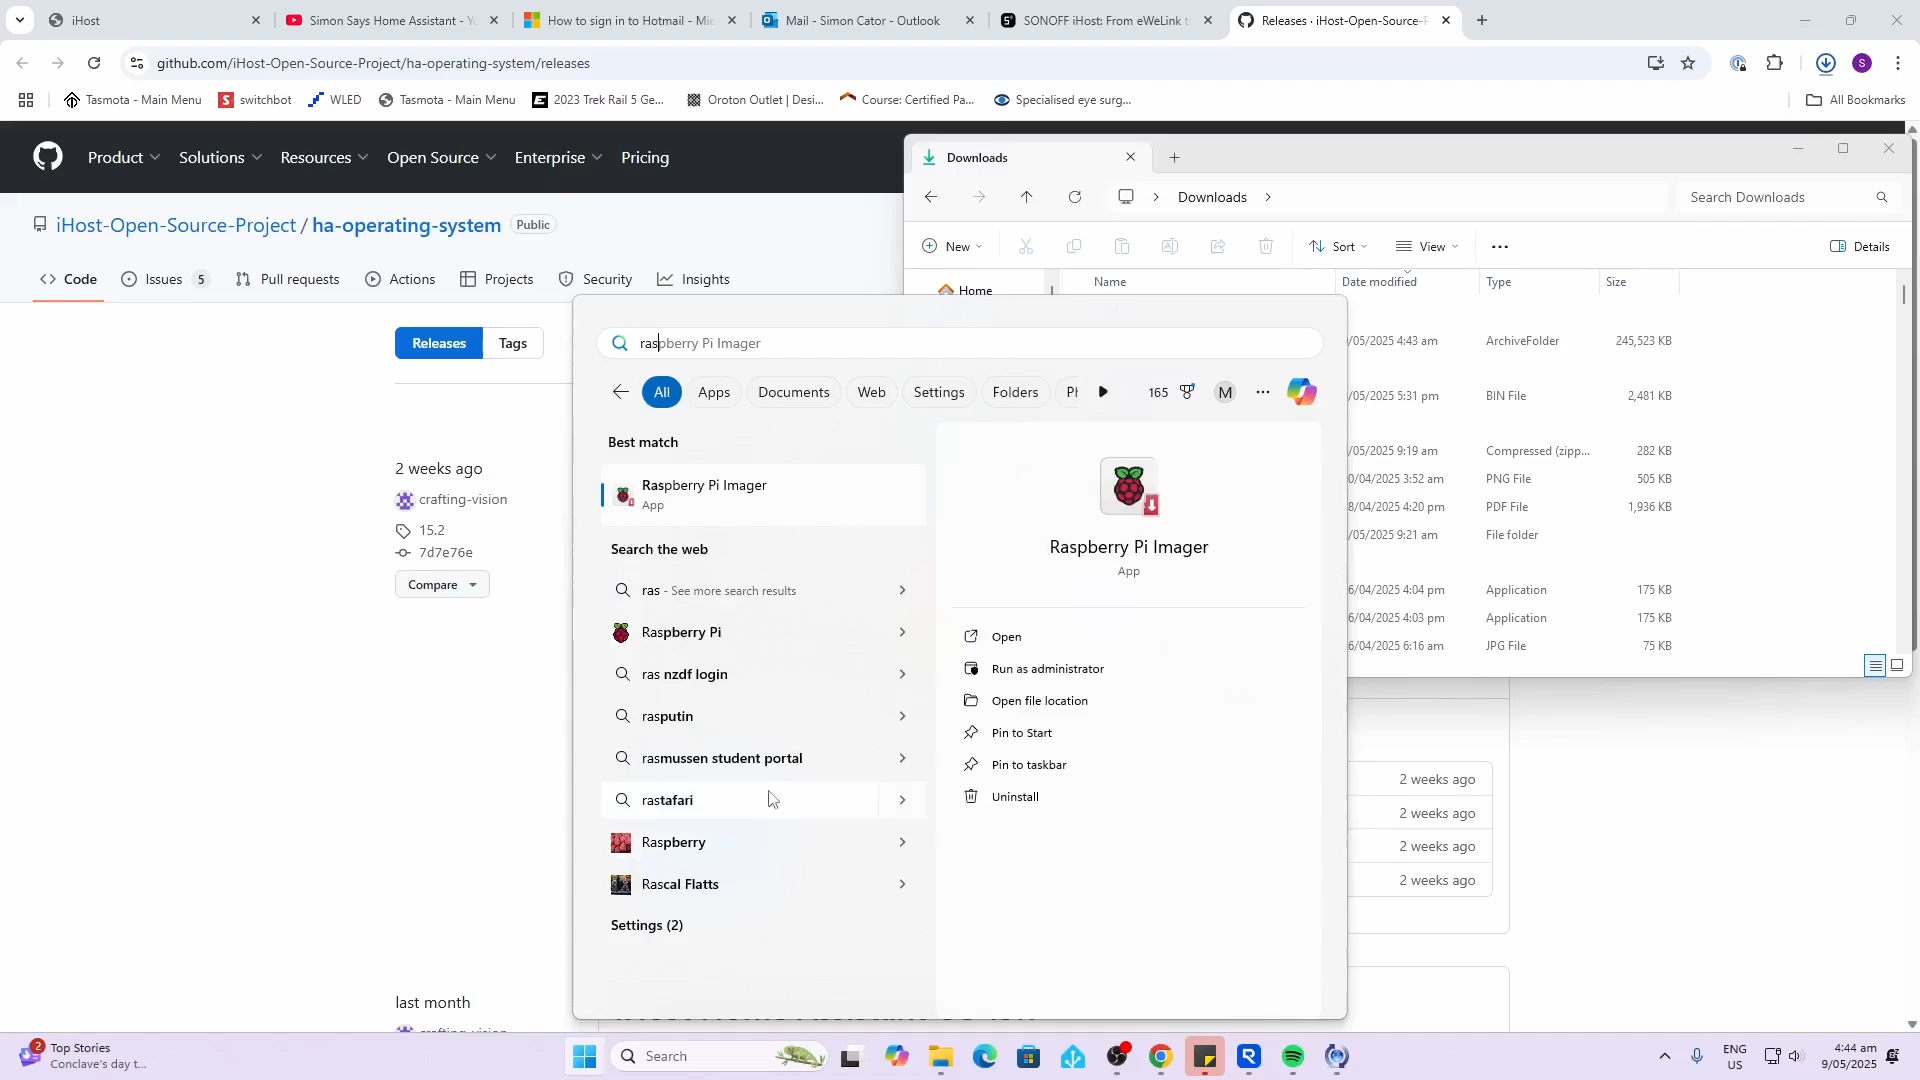 iHost
Simon Says Home Assistant - Yo
How to sign in to Hotmail - Mic
Mail - Simon Cator - Outlook
SONOFF iHost: From eWeLink t
Releases · iHost-Open-Source-P
github.com/iHost-Open-Source-Project/ha-operating-system/releases
S
Tasmota - Main Menu
switchbot
WLED
Tasmota - Main Menu
2023 Trek Rail 5 Ge...
Oroton Outlet | Desi...
Course: Certified Pa...
Specialised eye surg...
All Bookmarks
Product
Solutions
Resources
Open Source
Enterprise
Pricing
Downloads
Downloads
Search Downloads
iHost-Open-Source-Project / ha-operating-system
Public
New
Sort
View
Details
Code
Issues 5
Pull requests
Actions
Projects
Security
Insights
Home
Name
Date modified
Type
Size
Releases
Tags
raspberry Pi Imager
/05/2025 4:43 am
ArchiveFolder
245,523 KB
All
Apps
Documents
Web
Settings
Folders
Ph
165
M
/05/2025 5:31 pm
BIN File
2,481 KB
Best match
Raspberry Pi Imager
App
/05/2025 9:19 am
Compressed (zipp...
282 KB
0/04/2025 3:52 am
PNG File
505 KB
8/04/2025 4:20 pm
PDF File
1,936 KB
/05/2025 9:21 am
File folder
2 weeks ago
crafting-vision
15.2
7d7e76e
Compare
Search the web
Raspberry Pi Imager
App
ras - See more search results
6/04/2025 4:04 pm
Application
175 KB
6/04/2025 4:03 pm
Application
175 KB
6/04/2025 6:16 am
JPG File
75 KB
Raspberry Pi
ras nzdf login
rasputin
rasmussen student portal
rastafari
Raspberry
Rascal Flatts
Settings (2)
Open
Run as administrator
Open file location
Pin to Start
Pin to taskbar
Uninstall
2 weeks ago
2 weeks ago
2 weeks ago
2 weeks ago
last month
crafting-vision
2
Top Stories
Conclave's day t...
Search
ENG
US
4:44 am
9/05/2025